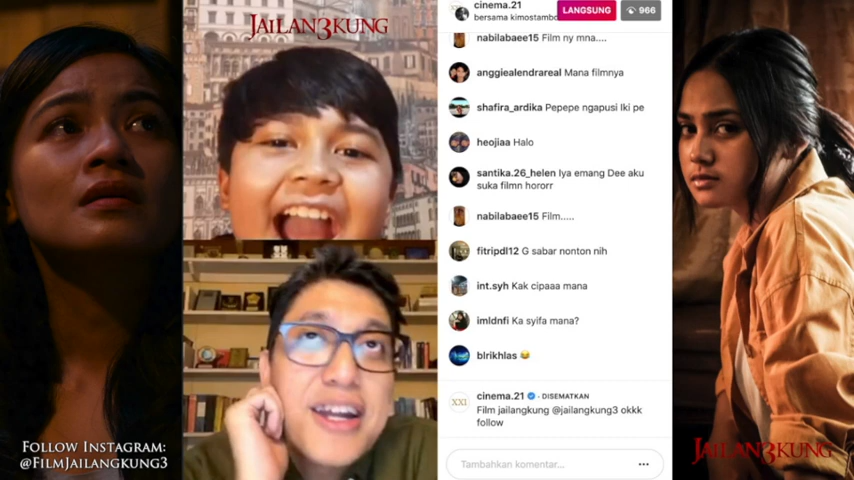 JAILAN3KUNG
FOLLOW INSTAGRAM:
@FILMJAILANGKUNG3
cinema.21
bersama kimostambo
LANGSUNG
966
nabilabaee15 Film ny mna....
anggiealendrareal Mana filmnya
shafira_ardika Pepepe ngapusi Iki pe
heojiaa Halo
santika.26_helen Iya emang Dee aku
suka filmn hororr
nabilabaee15 Film.....
fitripdl12 G sabar nonton nih
int.syh Kak cipaaa mana
imldnfi Ka syifa mana?
blrikhlas 😂
XXI
cinema.21 · DISEMATKAN
Film jailangkung @jailangkung3 okkk
follow
Tambahkan komentar...
JAILAN3KUNG